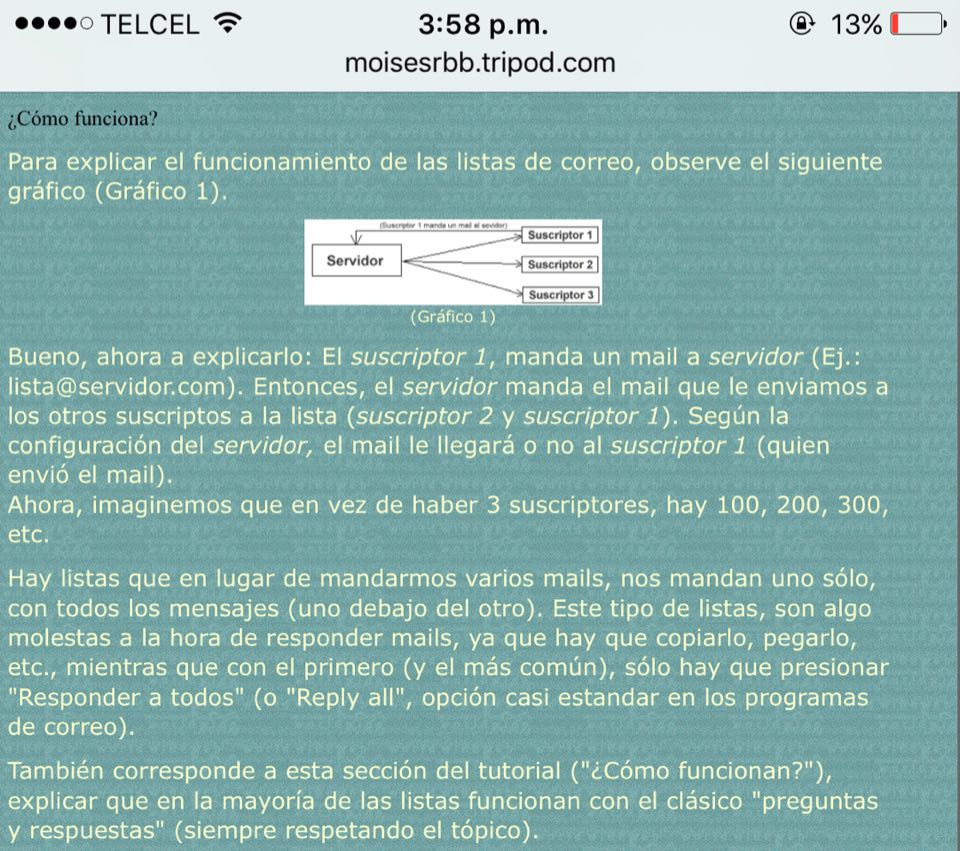 TELCEL 3:58 p.m. 13%
moisesrbb.tripod.com
¿Cómo funciona?
Para explicar el funcionamiento de las listas de correo, observe el siguiente
gráfico (Gráfico 1).
(Suscriptor 1 manda un mail al sevidor)
Suscriptor 1
Servidor
Suscriptor 2
Suscriptor 3
(Gráfico 1)
Bueno, ahora a explicarlo: El suscriptor 1, manda un mail a servidor (Ej.:
lista@servidor.com). Entonces, el servidor manda el mail que le enviamos a
los otros suscriptos a la lista (suscriptor 2 y suscriptor 1). Según la
configuración del servidor, el mail le llegará o no al suscriptor 1 (quien
envió el mail).
Ahora, imaginemos que en vez de haber 3 suscriptores, hay 100, 200, 300,
etc.
Hay listas que en lugar de mandarmos varios mails, nos mandan uno sólo,
con todos los mensajes (uno debajo del otro). Este tipo de listas, son algo
molestas a la hora de responder mails, ya que hay que copiarlo, pegarlo,
etc., mientras que con el primero (y el más común), sólo hay que presionar
"Responder a todos" (o "Reply all", opción casi estandar en los programas
de correo).
También corresponde a esta sección del tutorial ("¿Cómo funcionan?"),
explicar que en la mayoría de las listas funcionan con el clásico "preguntas
y respuestas" (siempre respetando el tópico).